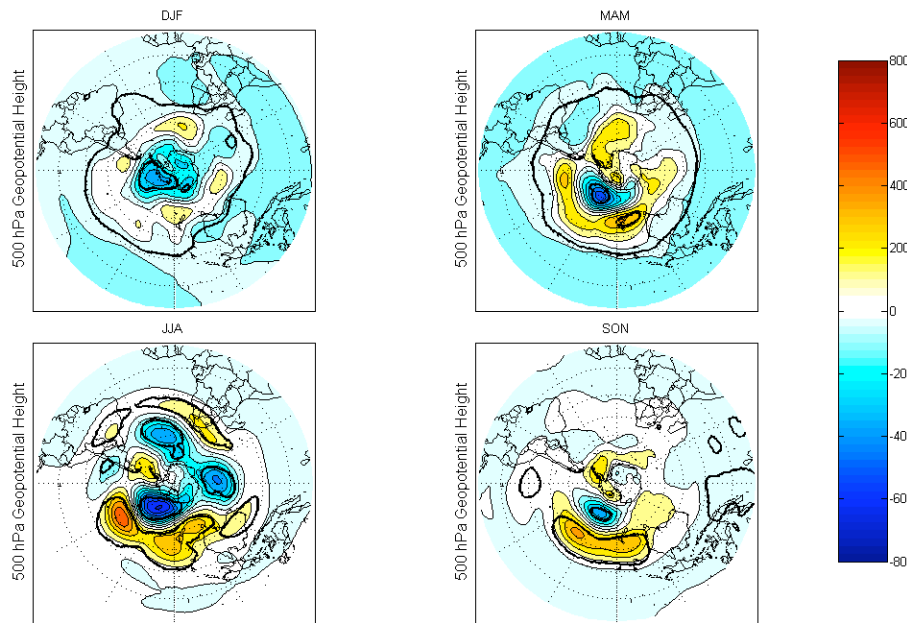 DJF
MAM
500 hPa Geopotential Height
500 hPa Geopotential Height
JJA
SON
500 hPa Geopotential Height
500 hPa Geopotential Height
800
600
400
200
0
-20
-40
-60
-80